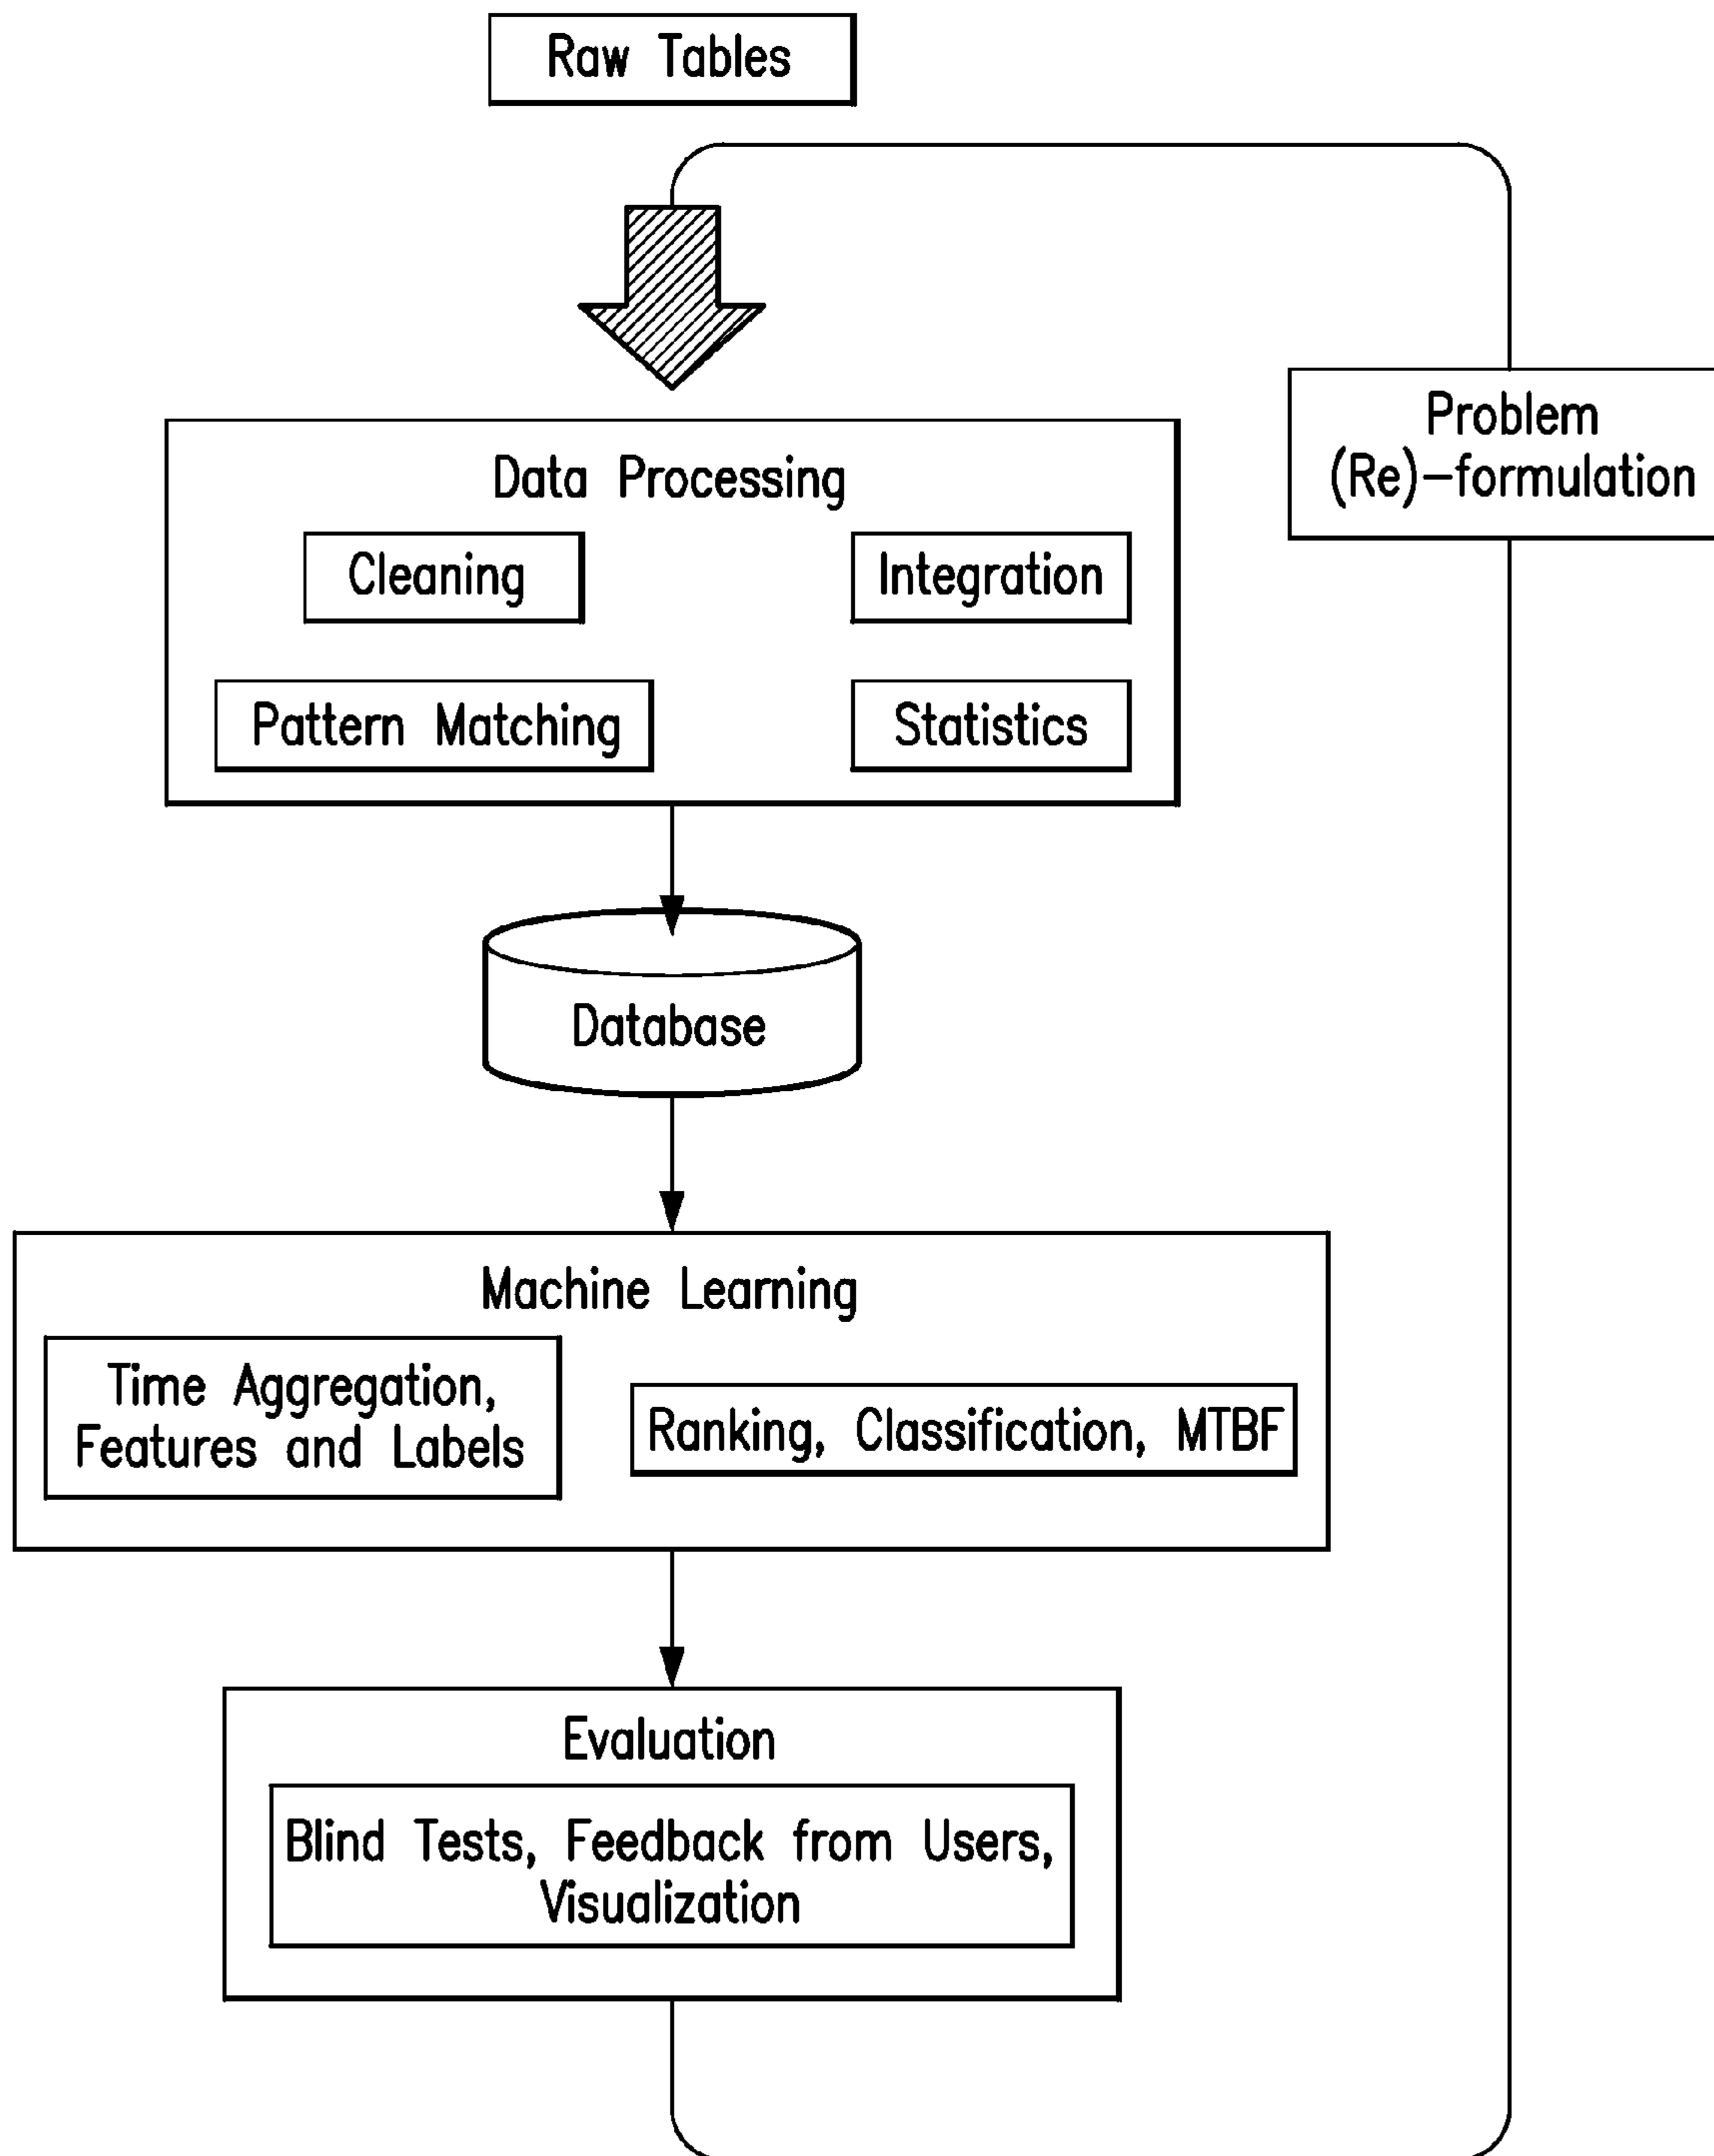 Raw Tables
Problem
(Re)-formulation
Data Processing
Cleaning
Integration
Pattern Matching
Statistics
Database
Machine Learning
Time Aggregation,
Features and Labels
Ranking, Classification, MTBF
Evaluation
Blind Tests, Feedback from Users,
Visualization